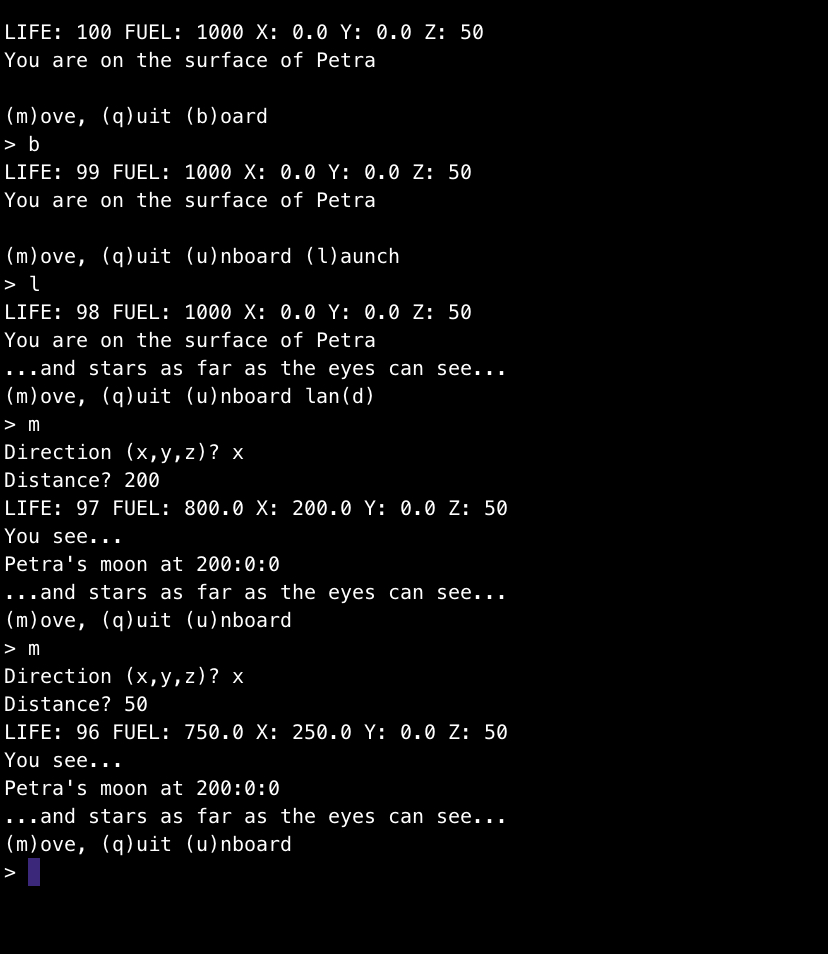 LIFE: 100 FUEL: 1000 X: 0.0 Y: 0.0 Z: 50
You are on the surface of Petra
(m)ove, (q)uit (b)oard
> b
LIFE: 99 FUEL: 1000 X: 0.0 Y: 0.0 Z: 50
You are on the surface of Petra
(m)ove, (q)uit (u)nboard (l)aunch
> l
LIFE: 98 FUEL: 1000 X: 0.0 Y: 0.0 Z: 50
You are on the surface of Petra
...and stars as far as the eyes can see...
(m)ove, (q)uit (u)nboard lan(d)
> m
Direction (x,y,z)? x
Distance? 200
LIFE: 97 FUEL: 800.0 X: 200.0 Y: 0.0 Z: 50
You see...
Petra's moon at 200:0:0
...and stars as far as the eyes can see...
(m)ove, (q)uit (u)nboard
> m
Direction (x,y,z)? x
Distance? 50
LIFE: 96 FUEL: 750.0 X: 250.0 Y: 0.0 Z: 50
You see...
Petra's moon at 200:0:0
...and stars as far as the eyes can see...
(m)ove, (q)uit (u)nboard
>